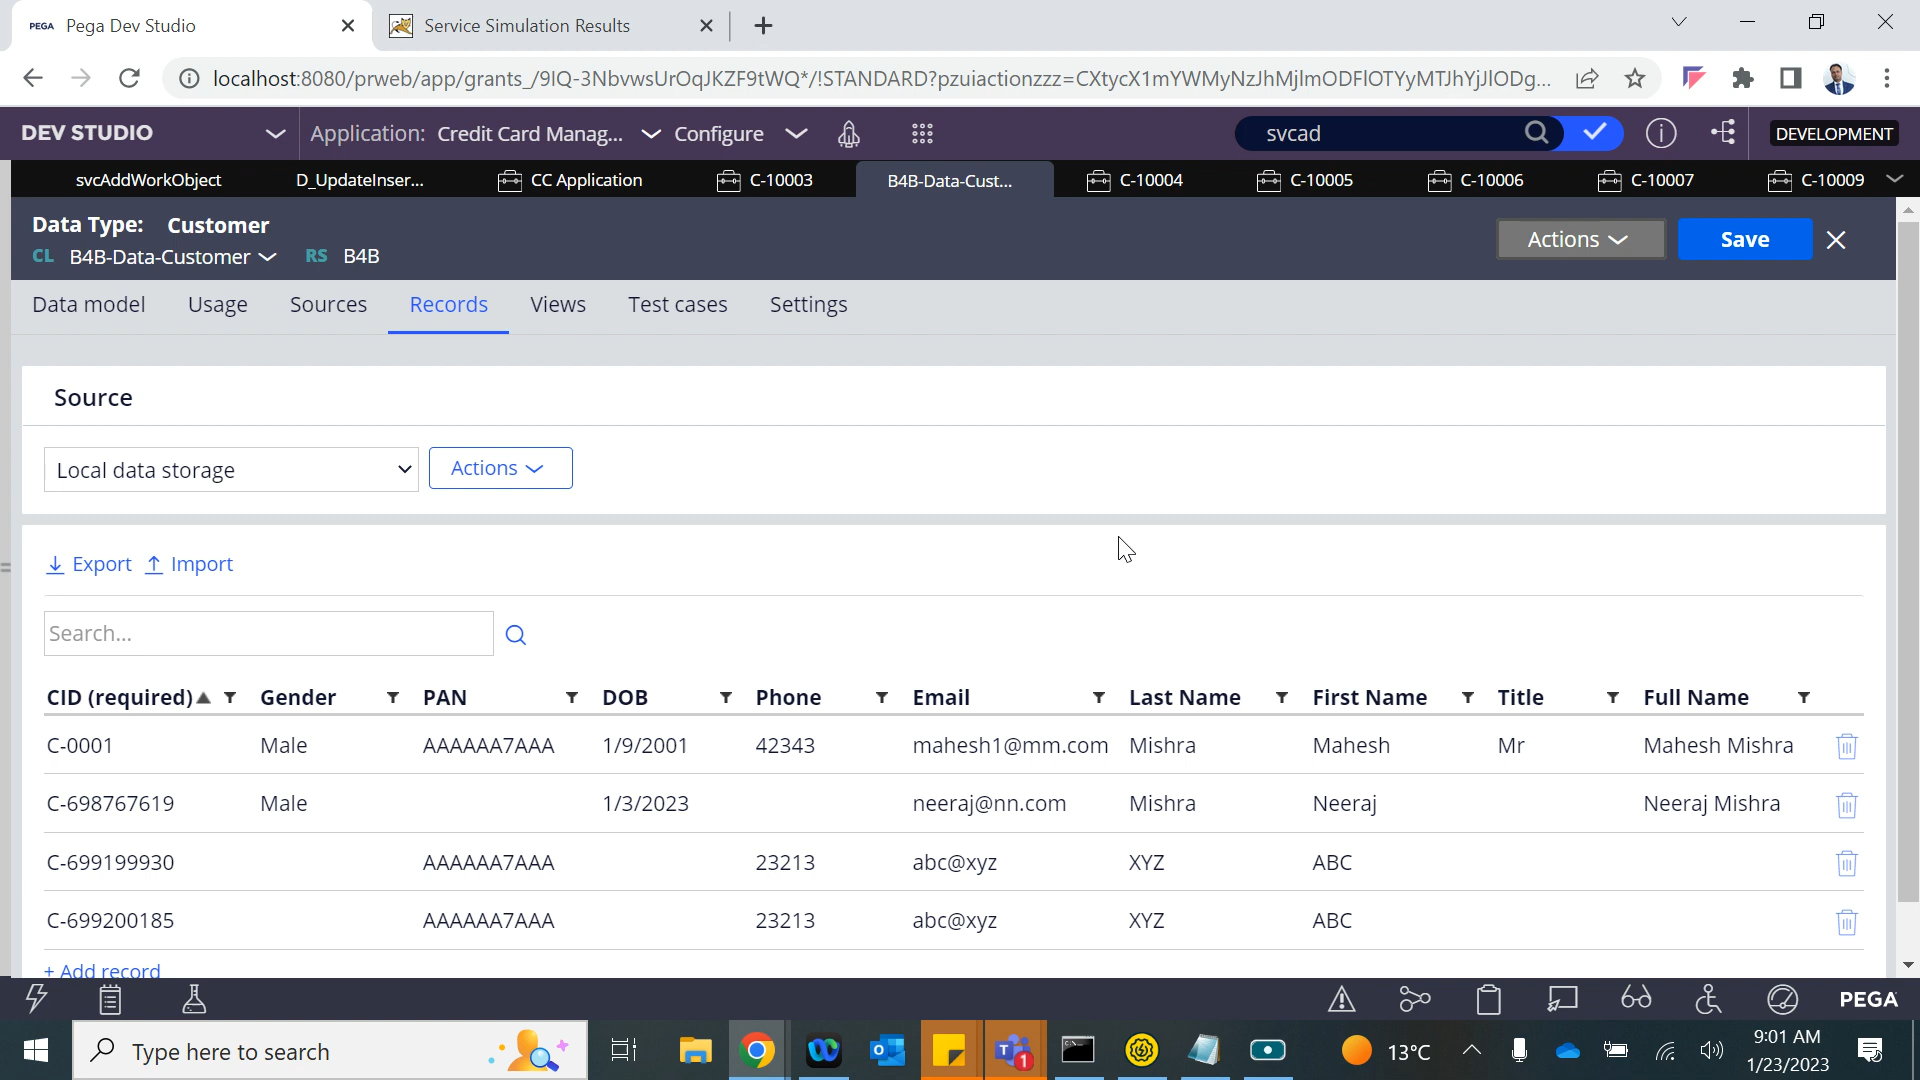 PEGA Pega Dev Studio
Service Simulation Results
localhost:8080/prweb/app/grants_/9IQ-3NbvwsUrOqJKZF9tWQ*/!STANDARD?pzuiactionzzz=CXtycX1mYWMyNzJhMjlmODFlOTYyMTJhYjJlODg...
DEV STUDIO
Application: Credit Card Manag...
Configure
svcad
DEVELOPMENT
svcAddWorkObject
D_UpdateInser...
CC Application
C-10003
B4B-Data-Cust...
C-10004
C-10005
C-10006
C-10007
C-10009
Data Type: Customer
CL B4B-Data-Customer RS B4B
Actions
Save
Data model Usage Sources Records Views Test cases Settings
Source
Local data storage
Actions
Export Import
Search...
CID (required) Gender PAN DOB Phone Email Last Name First Name Title Full Name
C-0001 Male AAAAAA7AAA 1/9/2001 42343 mahesh1@mm.com Mishra Mahesh Mr Mahesh Mishra
C-698767619 Male 1/3/2023 neeraj@nn.com Mishra Neeraj Neeraj Mishra
C-699199930 AAAAAA7AAA 23213 abc@xyz XYZ ABC
C-699200185 AAAAAA7AAA 23213 abc@xyz XYZ ABC
+ Add record
PEGA
Type here to search
1
13°C
9:01 AM
1/23/2023